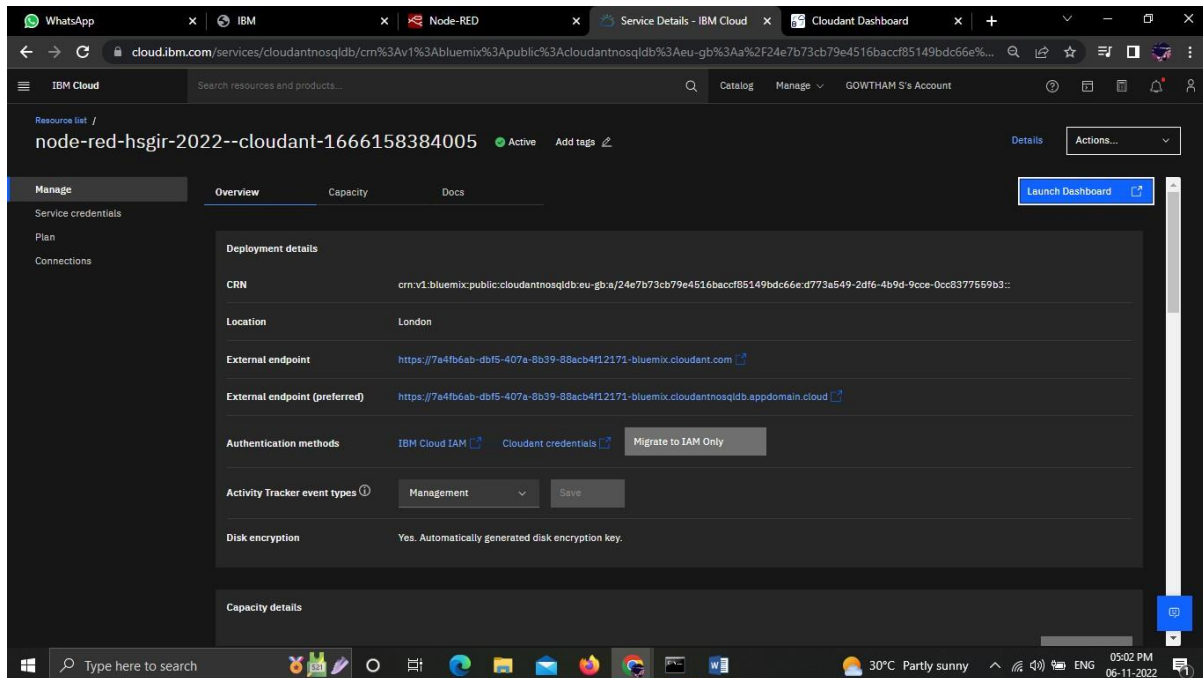 WhatsApp
IBM
Node-RED
Service Details - IBM Cloud
Cloudant Dashboard
cloud.ibm.com/services/cloudantnosqldb/crn%3Av1%3Abluemix%3Apublic%3Acloudantnosqldb%3Aeu-gb%3Aa%2F24e7b73cb79e4516baccf85149bdc66e%...
IBM Cloud
Search resources and products...
Catalog
Manage
GOWTHAM S's Account
Resource list /
node-red-hsgir-2022--cloudant-1666158384005
Active
Add tags
Details
Actions...
Manage
Service credentials
Plan
Connections
Overview
Capacity
Docs
Launch Dashboard
Deployment details
CRN crn:v1:bluemix:public:cloudantnosqldb:eu-gb:a/24e7b73cb79e4516baccf85149bdc66e:d773a549-2df6-4b9d-9cce-0cc8377559b3::
Location London
External endpoint https://7a4fb6ab-dbf5-407a-8b39-88acb4f12171-bluemix.cloudant.com
External endpoint (preferred) https://7a4fb6ab-dbf5-407a-8b39-88acb4f12171-bluemix.cloudantnosqldb.appdomain.cloud
Authentication methods IBM Cloud IAM Cloudant credentials Migrate to IAM Only
Activity Tracker event types Management Save
Disk encryption Yes. Automatically generated disk encryption key.
Capacity details
Type here to search
30°C Partly sunny
ENG
05:02 PM
06-11-2022